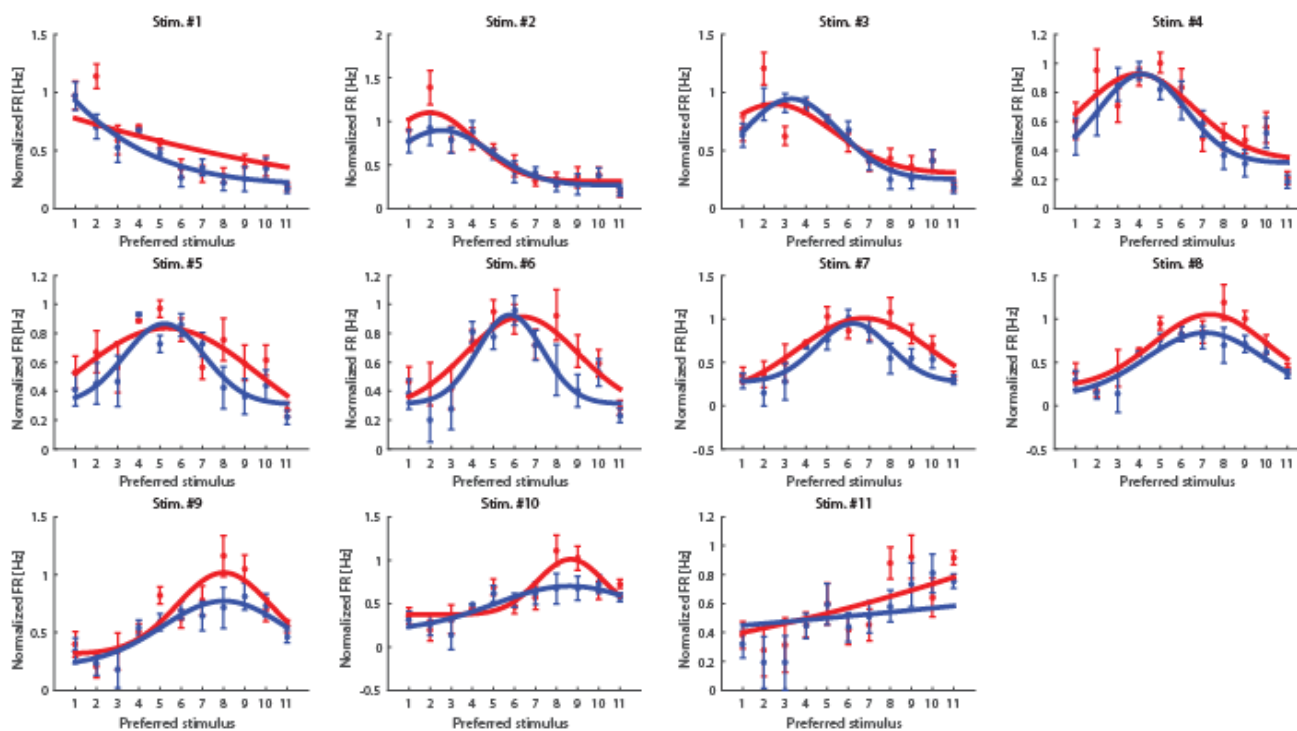 Stim. #1
Normalized FR [Hz]
1.5
1
0.5
0
1 2 3 4 5 6 7 8 9 10 11
Preferred stimulus
Stim. #2
Normalized FR [Hz]
2
1.5
1
0.5
0
1 2 3 4 5 6 7 8 9 10 11
Preferred stimulus
Stim. #3
Normalized FR [Hz]
1.5
1
0.5
0
1 2 3 4 5 6 7 8 9 10 11
Preferred stimulus
Stim. #4
Normalized FR [Hz]
1.2
1
0.8
0.6
0.4
0.2
0
1 2 3 4 5 6 7 8 9 10 11
Preferred stimulus
Stim. #5
Normalized FR [Hz]
1.2
1
0.8
0.6
0.4
0.2
0
1 2 3 4 5 6 7 8 9 10 11
Preferred stimulus
Stim. #6
Normalized FR [Hz]
1.2
1
0.8
0.6
0.4
0.2
0
1 2 3 4 5 6 7 8 9 10 11
Preferred stimulus
Stim. #7
Normalized FR [Hz]
1.5
1
0.5
0
-0.5
1 2 3 4 5 6 7 8 9 10 11
Preferred stimulus
Stim. #8
Normalized FR [Hz]
1.5
1
0.5
0
-0.5
1 2 3 4 5 6 7 8 9 10 11
Preferred stimulus
Stim. #9
Normalized FR [Hz]
1.5
1
0.5
0
1 2 3 4 5 6 7 8 9 10 11
Preferred stimulus
Stim. #10
Normalized FR [Hz]
1.5
1
0.5
0
-0.5
1 2 3 4 5 6 7 8 9 10 11
Preferred stimulus
Stim. #11
Normalized FR [Hz]
1.2
1
0.8
0.6
0.4
0.2
0
1 2 3 4 5 6 7 8 9 10 11
Preferred stimulus